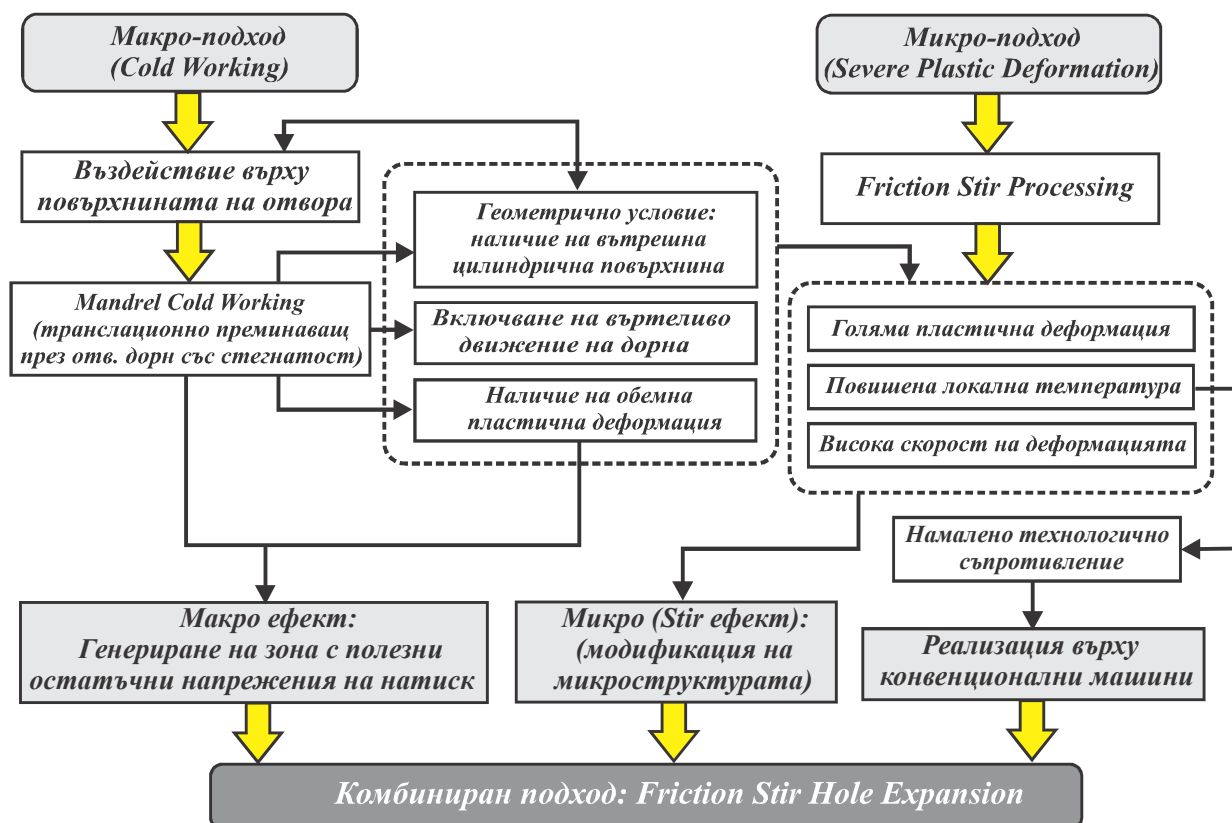 Макро-подход
(Cold Working)
Микро-подход
(Severe Plastic Deformation)
Въздействие върху
повърхнината на отвора
Friction Stir Processing
Геометрично условие:
наличие на вътрешна
цилиндрична повърхнина
Mandrel Cold Working
(транслационно преминаващ
през отв. дорн със стегнатост)
Включване на въртеливо
движение на дорна
Наличие на обемна
пластична деформация
Голяма пластична деформация
Повишена локална температура
Висока скорост на деформацията
Намалено технологично
съпротивление
Макро ефект:
Генериране на зона с полезни
остатъчни напрежения на натиск
Микро (Stir ефект):
(модификация на
микроструктурата)
Реализация върху
конвенционални машини
Комбиниран подход: Friction Stir Hole Expansion